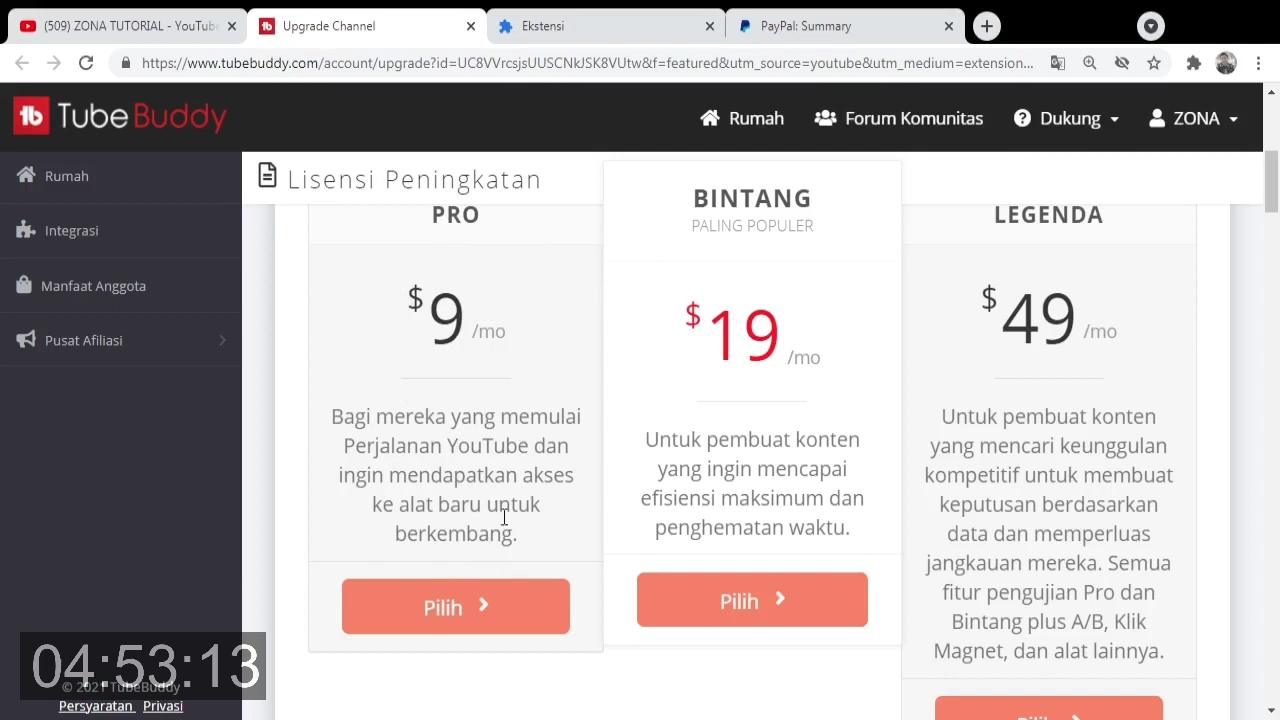 (509) ZONA TUTORIAL - YouTube
Upgrade Channel
Ekstensi
PayPal: Summary
https://www.tubebuddy.com/account/upgrade?id=UC8VVrcsjsUUSCNkJSK8VUtw&f=featured&utm_source=youtube&utm_medium=extension...
TubeBuddy
Rumah
Forum Komunitas
Dukung
ZONA
Rumah
Integrasi
Manfaat Anggota
Pusat Afiliasi
Lisensi Peningkatan
PRO
$9 /mo
Bagi mereka yang memulai
Perjalanan YouTube dan
ingin mendapatkan akses
ke alat baru untuk
berkembang.
Pilih
BINTANG
PALING POPULER
$19 /mo
Untuk pembuat konten
yang ingin mencapai
efisiensi maksimum dan
penghematan waktu.
Pilih
LEGENDA
$49 /mo
Untuk pembuat konten
yang mencari keunggulan
kompetitif untuk membuat
keputusan berdasarkan
data dan memperluas
jangkauan mereka. Semua
fitur pengujian Pro dan
Bintang plus A/B, Klik
Magnet, dan alat lainnya.
Pilih
04:53:13
© 2021 TubeBuddy
Persyaratan Privasi